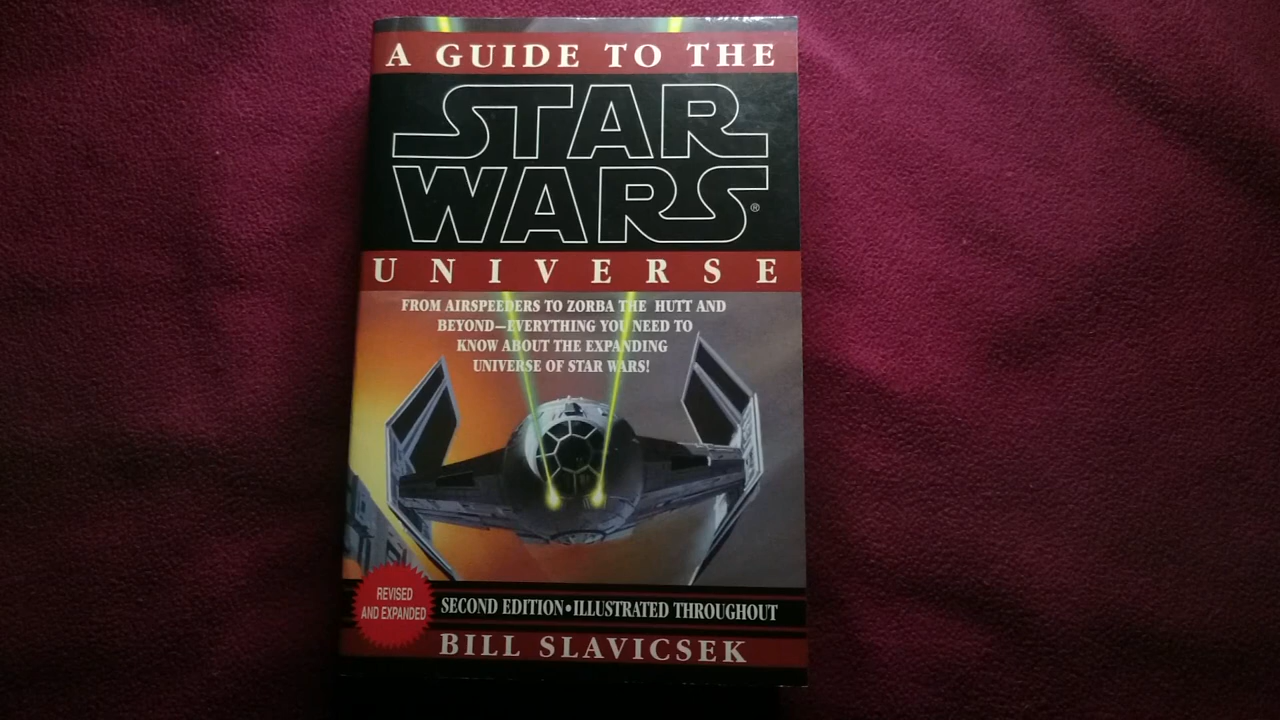 A GUIDE TO THE
STAR
WARS®
UNIVERSE
FROM AIRSPEEDERS TO ZORBA THE HUTT AND
BEYOND—EVERYTHING YOU NEED TO
KNOW ABOUT THE EXPANDING
UNIVERSE OF STAR WARS!
REVISED
AND EXPANDED
SECOND EDITION•ILLUSTRATED THROUGHOUT
BILL SLAVICSEK